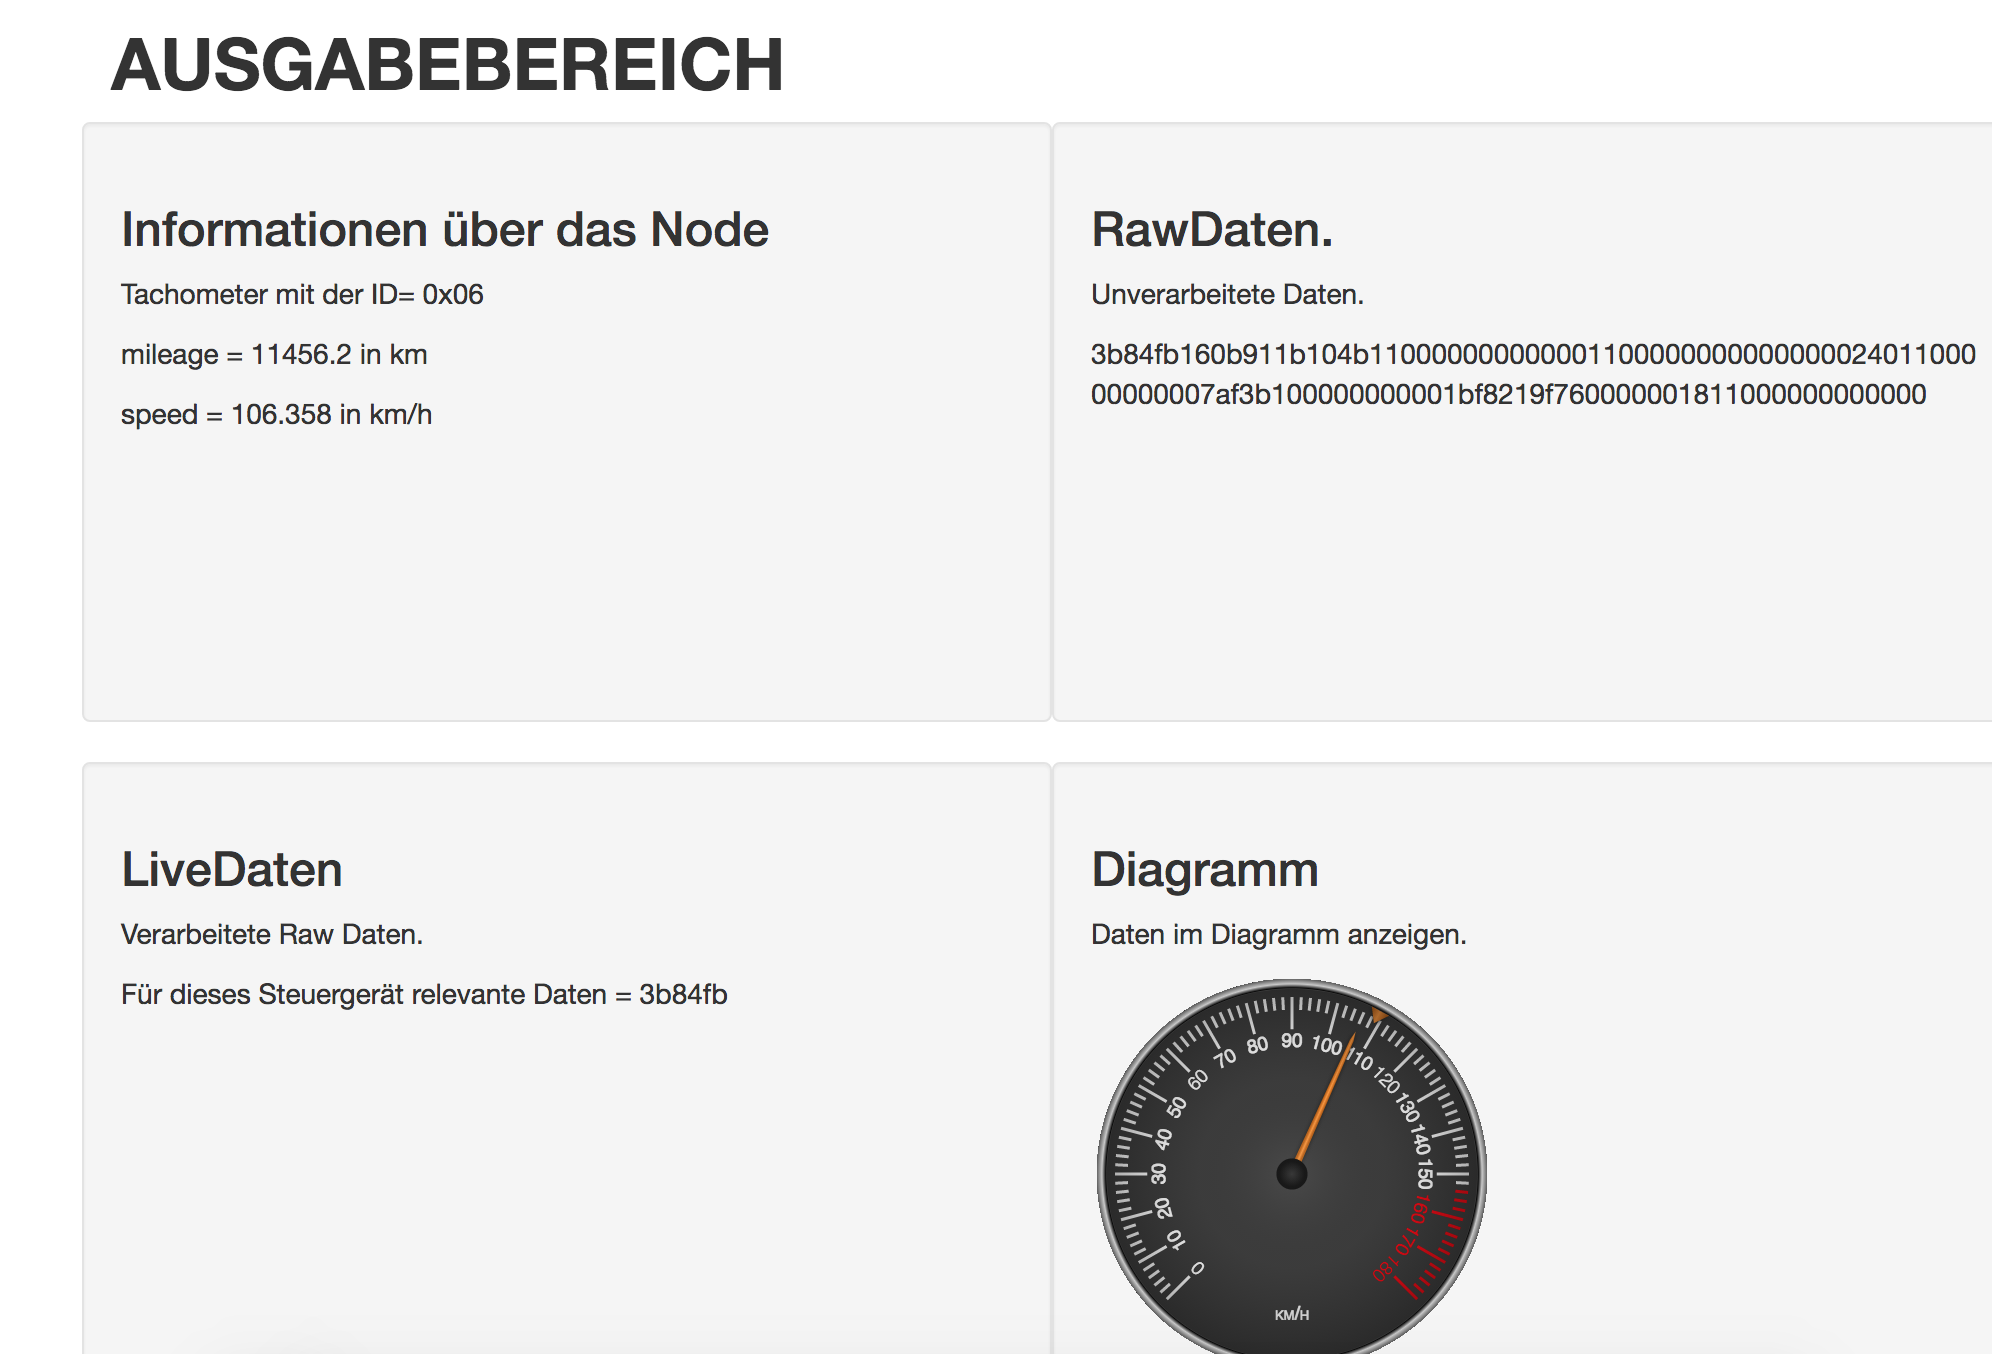 AUSGABEBEREICH
Informationen über das Node
Tachometer mit der ID= 0x06
mileage = 11456.2 in km
speed = 106.358 in km/h
RawDaten.
Unverarbeitete Daten.
3b84fb160b911b104b11000000000000110000000000000024011000
00000007af3b100000000001bf8219f7600000001811000000000000
LiveDaten
Verarbeitete Raw Daten.
Für dieses Steuergerät relevante Daten = 3b84fb
Diagramm
Daten im Diagramm anzeigen.
0
10
20
30
40
50
60
70
80
90
100
110
120
130
140
150
160
170
180
KM/H